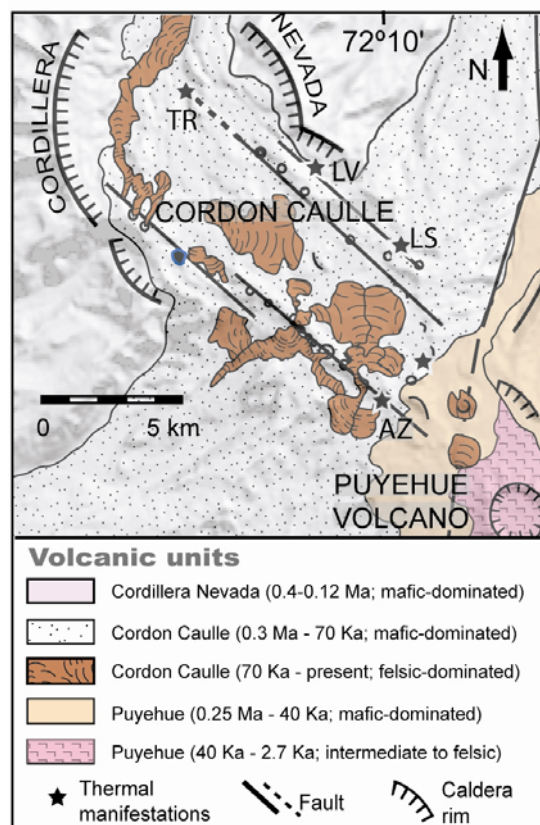 72º10'
N
CORDILLERA
NEVADA
TR
LV
CORDON CAULLE
LS
0 5 km
AZ
PUYEHUE
VOLCANO
Volcanic units
Cordillera Nevada (0.4-0.12 Ma; mafic-dominated)
Cordon Caulle (0.3 Ma - 70 Ka; mafic-dominated)
Cordon Caulle (70 Ka - present; felsic-dominated)
Puyehue (0.25 Ma - 40 Ka; mafic-dominated)
Puyehue (40 Ka - 2.7 Ka; intermediate to felsic)
Thermal
manifestations
Fault
Caldera
rim